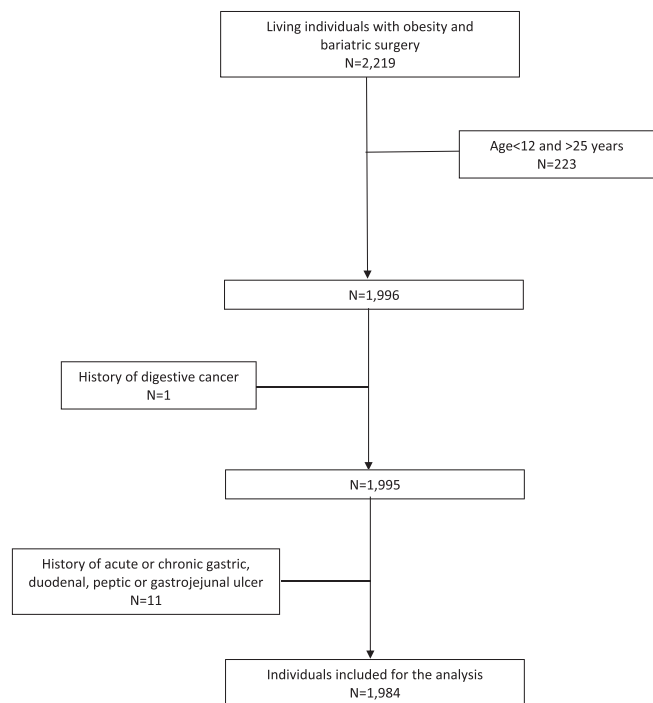 Living individuals with obesity and
bariatric surgery
N=2,219
Age<12 and >25 years
N=223
N=1,996
History of digestive cancer
N=1
N=1,995
History of acute or chronic gastric,
duodenal, peptic or gastrojejunal ulcer
N=11
Individuals included for the analysis
N=1,984